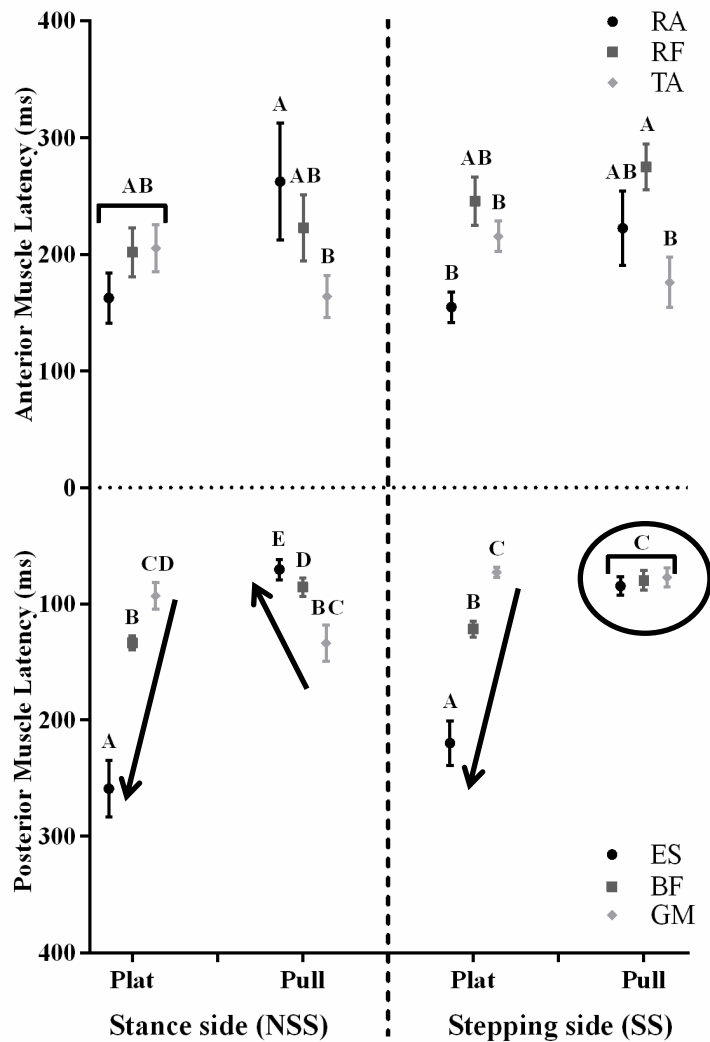 400
RA
RF
TA
Anterior Muscle Latency (ms)
300
A
A
AB
AB
AB
AB
B
200
B
B
B
100
0
Posterior Muscle Latency (ms)
E
D
C
C
CD
100
B
BC
B
A
200
A
300
ES
BF
GM
400
Plat Pull Plat Pull
Stance side (NSS) Stepping side (SS)